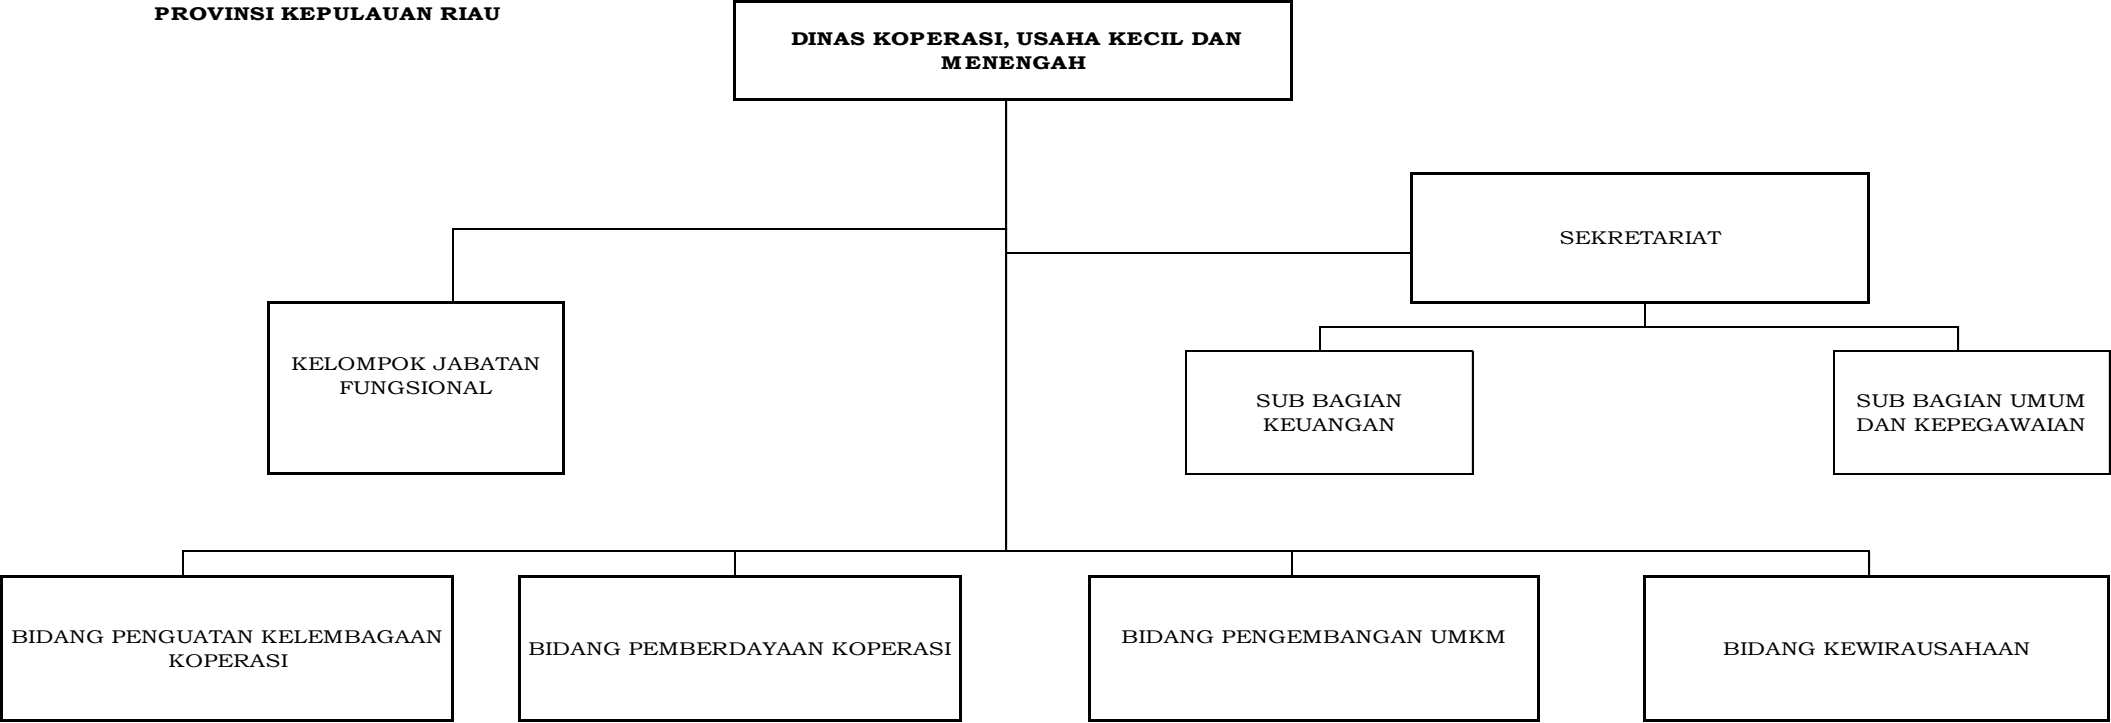 PROVINSI KEPULAUAN RIAU
DINAS KOPERASI, USAHA KECIL DAN
MENENGAH
SEKRETARIAT
KELOMPOK JABATAN
FUNGSIONAL
SUB BAGIAN
KEUANGAN
SUB BAGIAN UMUM
DAN KEPEGAWAIAN
BIDANG PENGUATAN KELEMBAGAAN
KOPERASI
BIDANG PEMBERDAYAAN KOPERASI
BIDANG PENGEMBANGAN UMKM
BIDANG KEWIRAUSAHAAN